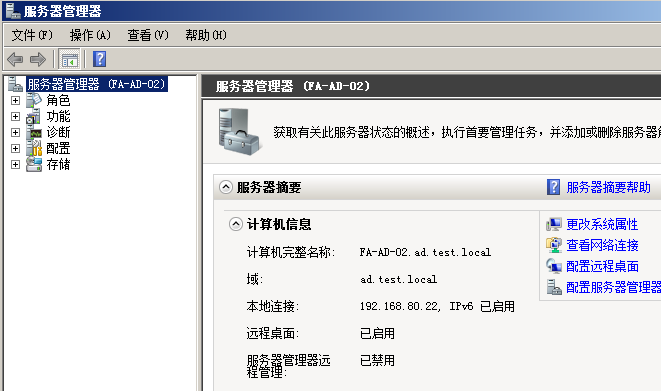 服务器管理器
文件(F) 操作(A) 查看(V) 帮助(H)
服务器管理器 (FA-AD-02)
角色
功能
诊断
配置
存储
服务器管理器 (FA-AD-02)
获取有关此服务器状态的概述，执行首要管理任务，并添加或删除服务器
服务器摘要
服务器摘要帮助
计算机信息
计算机完整名称: FA-AD-02.ad.test.local
域: ad.test.local
本地连接: 192.168.80.22, IPv6 已启用
远程桌面: 已启用
服务器管理器远程管理: 已禁用
更改系统属性
查看网络连接
配置远程桌面
配置服务器管理器